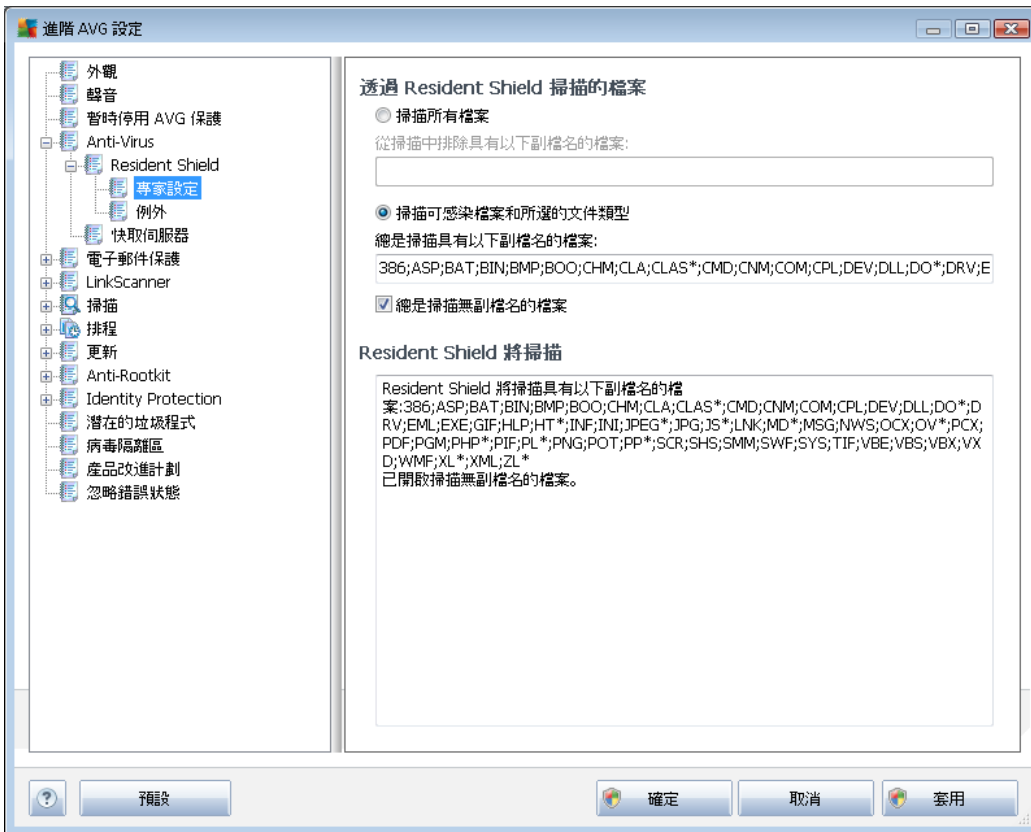 進階 AVG 設定
外觀
聲音
暫時停用 AVG 保護
Anti-Virus
Resident Shield
專家設定
例外
快取伺服器
電子郵件保護
LinkScanner
掃描
排程
更新
Anti-Rootkit
Identity Protection
潛在的垃圾程式
病毒隔離區
產品改進計劃
忽略錯誤狀態
透過 Resident Shield 掃描的檔案
掃描所有檔案
從掃描中排除具有以下副檔名的檔案:
掃描可感染檔案和所選的文件類型
總是掃描具有以下副檔名的檔案:
386;ASP;BAT;BIN;BMP;BOO;CHM;CLA;CLAS*;CMD;CNM;COM;CPL;DEV;DLL;DO*;DRV;E
總是掃描無副檔名的檔案
Resident Shield 將掃描
Resident Shield 將掃描具有以下副檔名的檔
案:386;ASP;BAT;BIN;BMP;BOO;CHM;CLA;CLAS*;CMD;CNM;COM;CPL;DEV;DLL;DO*;D
RV;EML;EXE;GIF;HLP;HT*;INF;INI;JPEG*;JPG;JS*;LNK;MD*;MSG;NWS;OCX;OV*;PCX;
PDF;PGM;PHP*;PIF;PL*;PNG;POT;PP*;SCR;SHS;SMM;SWF;SYS;TIF;VBE;VBS;VBX;VX
D;WMF;XL*;XML;ZL*
已開啟掃描無副檔名的檔案。
?
預設
確定
取消
套用